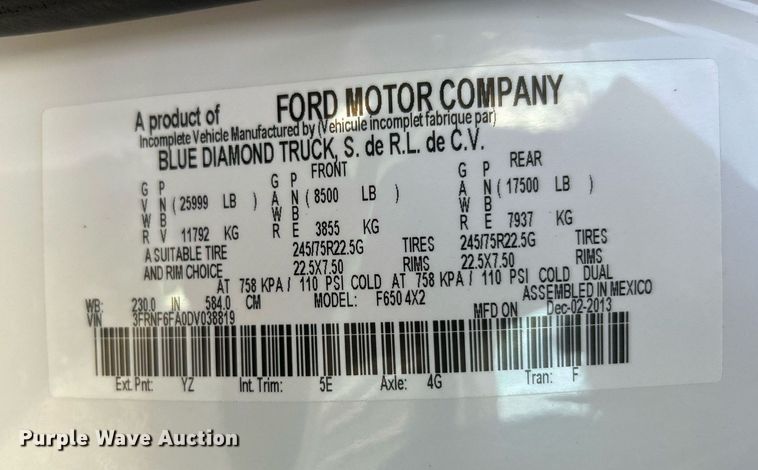 A product of FORD MOTOR COMPANY
Incomplete Vehicle Manufactured by (Vehicule incomplet fabrique par)
BLUE DIAMOND TRUCK, S. de R.L. de C.V.
FRONT REAR
G P G P G P
V N ( 25999 LB ) A N ( 8500 LB ) A N ( 17500 LB )
W B W B W B
R V 11792 KG R E 3855 KG R E 7937 KG
A SUITABLE TIRE 245/75R22.5G TIRES 245/75R22.5G TIRES
AND RIM CHOICE 22.5X7.50 RIMS 22.5X7.50 RIMS
AT 758 KPA / 110 PSI COLD AT 758 KPA / 110 PSI COLD DUAL
WB: 230.0 IN 584.0 CM MODEL: F650 4X2 ASSEMBLED IN MEXICO
VIN 3FRNF6FA0DV038819 MFD ON Dec-02-2013
Ext. Pnt: YZ Int. Trim: 5E Axle: 4G Tran: F
Purple Wave Auction